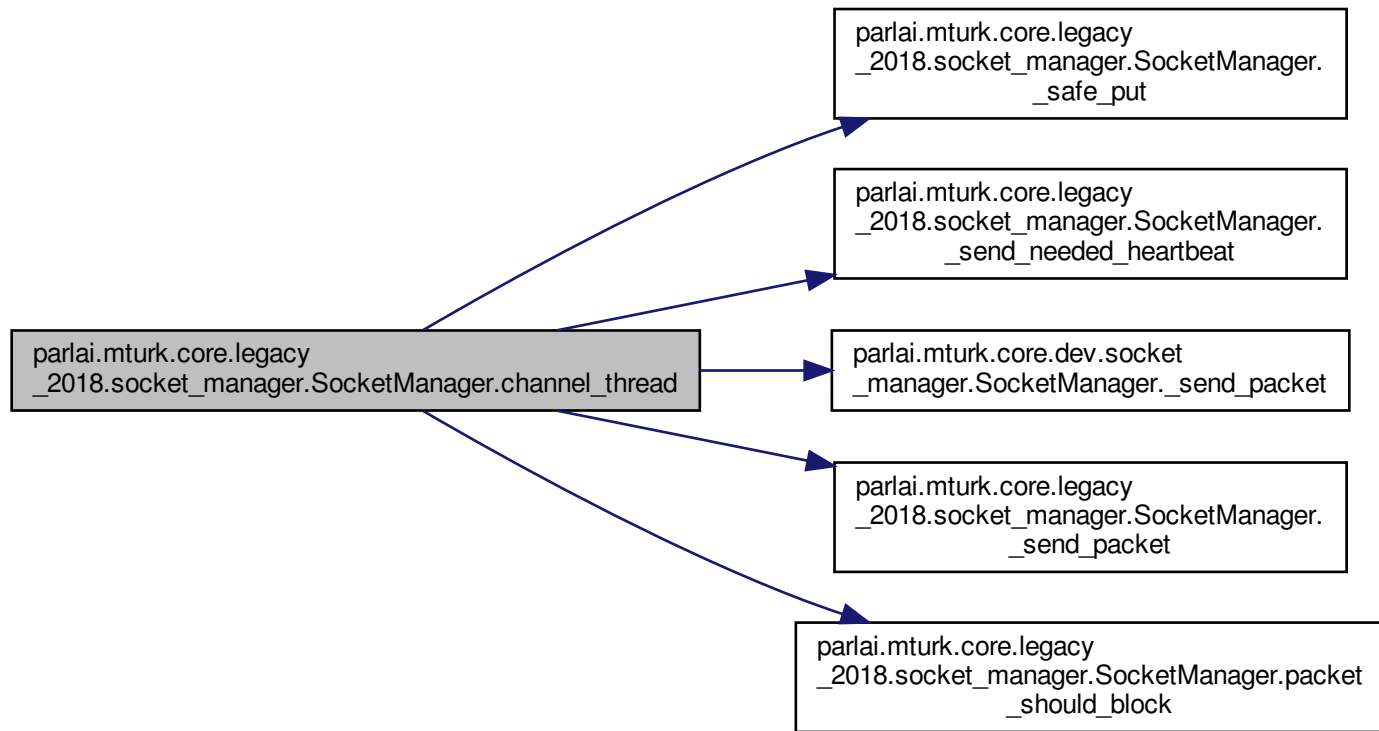 parlai.mturk.core.legacy
_2018.socket_manager.SocketManager.
_safe_put
parlai.mturk.core.legacy
_2018.socket_manager.SocketManager.
_send_needed_heartbeat
parlai.mturk.core.legacy
_2018.socket_manager.SocketManager.channel_thread
parlai.mturk.core.dev.socket
_manager.SocketManager._send_packet
parlai.mturk.core.legacy
_2018.socket_manager.SocketManager.
_send_packet
parlai.mturk.core.legacy
_2018.socket_manager.SocketManager.packet
_should_block